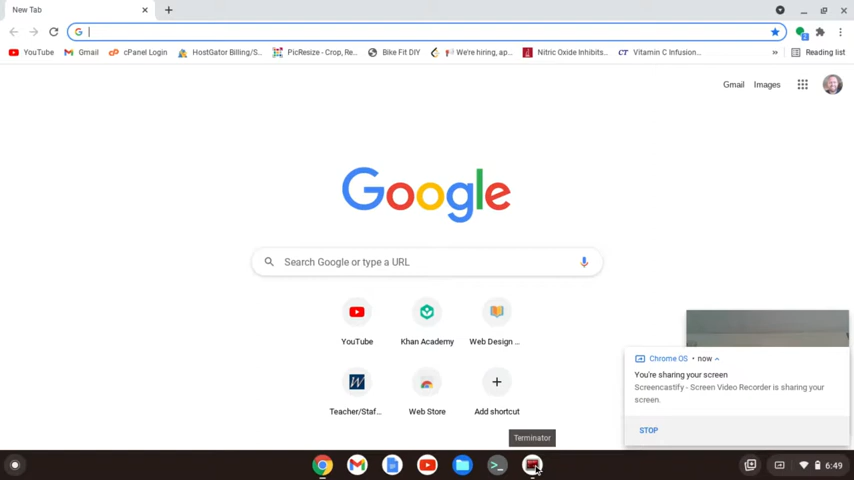 New Tab
YouTube
Gmail
cPanel Login
HostGator Billing/S...
PicResize - Crop, Re...
Bike Fit DIY
We're hiring, ap...
Nitric Oxide Inhibits...
CT Vitamin C Infusion...
»
Reading list
Gmail Images
Google
Search Google or type a URL
YouTube
Khan Academy
Web Design ...
Teacher/Staf...
Web Store
Add shortcut
Chrome OS • now
You're sharing your screen
Screencastify - Screen Video Recorder is sharing your
screen.
STOP
Terminator
6:49